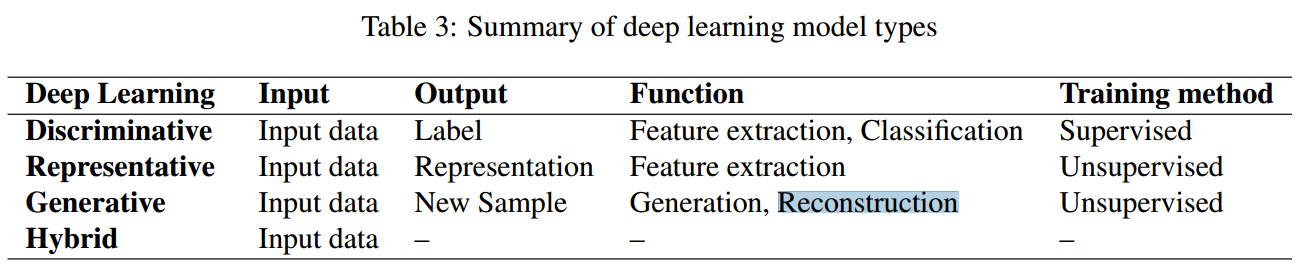 Table 3: Summary of deep learning model types
Deep Learning Input Output Function Training method
Discriminative Input data Label Feature extraction, Classification Supervised
Representative Input data Representation Feature extraction Unsupervised
Generative Input data New Sample Generation, Reconstruction Unsupervised
Hybrid Input data – – –